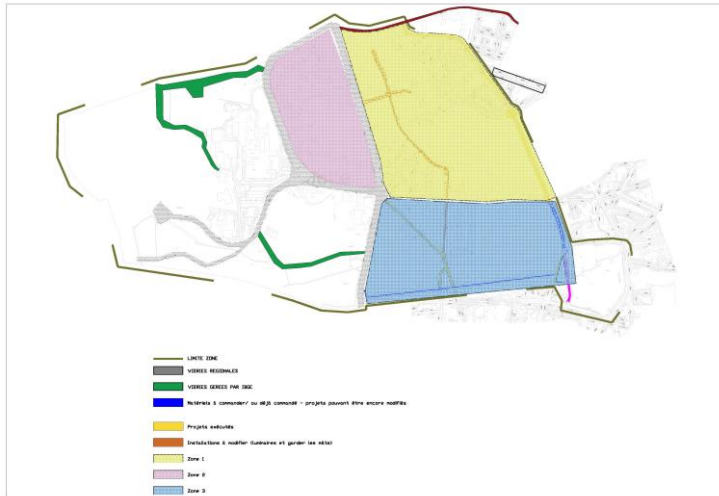 LIMITE ZONE
VOIRIES REGIONALES
VOIRIES GEREES PAR IBGE
Matériels à commander/ ou déjà commandé - projets pouvant être encore modifiés
Projets exécutés
Installations à modifier (luminaires et garder les mâts)
Zone 1
Zone 2
Zone 3